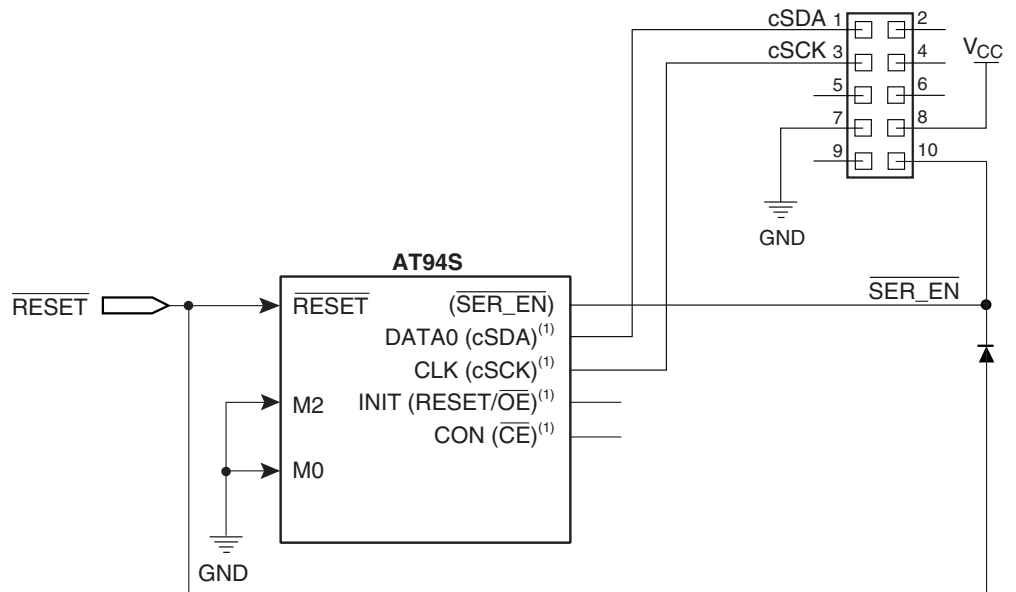 cSDA 1 2
cSCK 3 4
VCC
5 6
7 8
9 10
GND
AT94S
RESET RESET (SER_EN) SER_EN
DATA0 (cSDA)(1)
CLK (cSCK)(1)
M2 INIT (RESET/OE)(1)
CON (CE)(1)
M0
GND